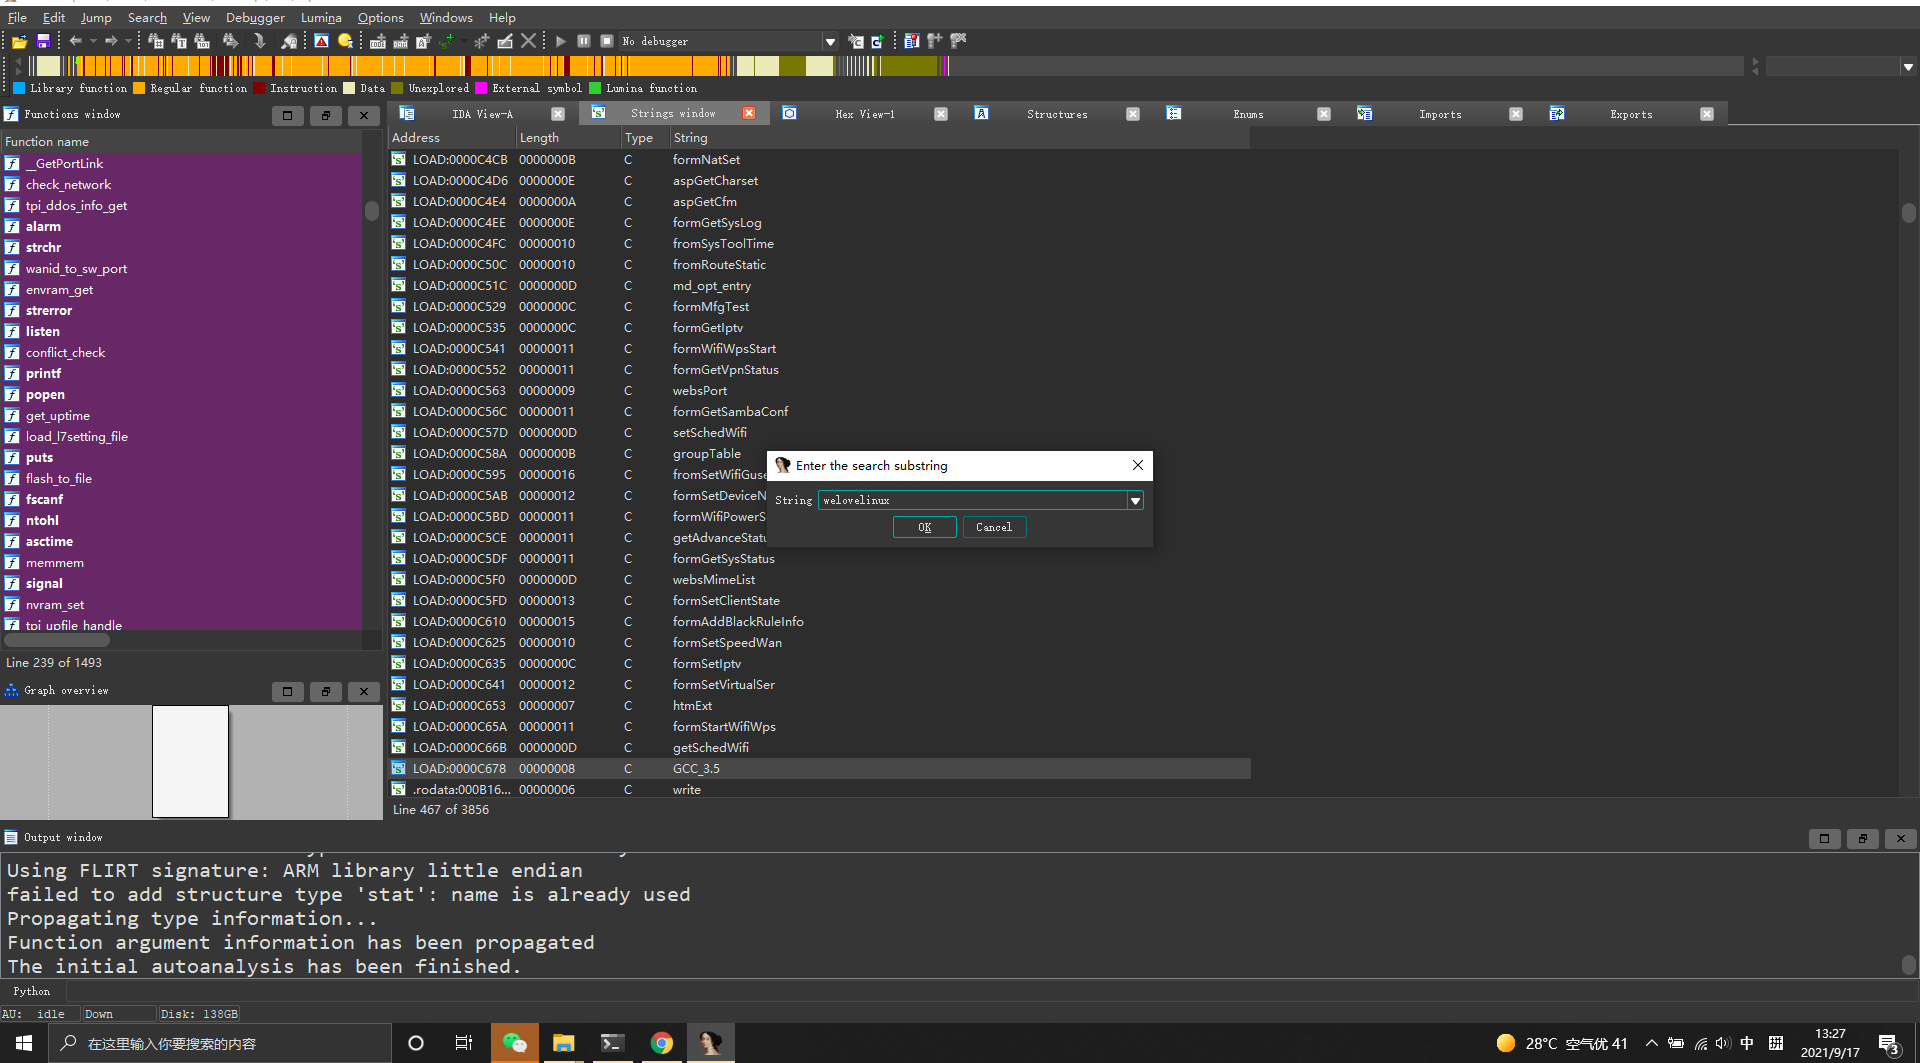 File Edit Jump Search View Debugger Lumina Options Windows Help
No debugger
Library function Regular function Instruction Data Unexplored External symbol Lumina function
Functions window
IDA View-A Strings window Hex View-1 Structures Enums Imports Exports
Function name
__GetPortLink
check_network
tpi_ddos_info_get
alarm
strchr
wanid_to_sw_port
envram_get
strerror
listen
conflict_check
printf
popen
get_uptime
load_l7setting_file
puts
flash_to_file
fscanf
ntohl
asctime
memmem
signal
nvram_set
tpi_upfile_handle
Line 239 of 1493
Graph overview
Address Length Type String
LOAD:0000C4CB 0000000B C formNatSet
LOAD:0000C4D6 0000000E C aspGetCharset
LOAD:0000C4E4 0000000A C aspGetCfm
LOAD:0000C4EE 0000000E C formGetSysLog
LOAD:0000C4FC 00000010 C fromSysToolTime
LOAD:0000C50C 00000010 C fromRouteStatic
LOAD:0000C51C 0000000D C md_opt_entry
LOAD:0000C529 0000000C C formMfgTest
LOAD:0000C535 0000000C C formGetIptv
LOAD:0000C541 00000011 C formWifiWpsStart
LOAD:0000C552 00000011 C formGetVpnStatus
LOAD:0000C563 00000009 C websPort
LOAD:0000C56C 00000011 C formGetSambaConf
LOAD:0000C57D 0000000D C setSchedWifi
LOAD:0000C58A 0000000B C groupTable
LOAD:0000C595 00000016 C fromSetWifiGuse
LOAD:0000C5AB 00000012 C formSetDeviceN
LOAD:0000C5BD 00000011 C formWifiPowerS
LOAD:0000C5CE 00000011 C getAdvanceStatu
LOAD:0000C5DF 00000011 C formGetSysStatus
LOAD:0000C5F0 0000000D C websMimeList
LOAD:0000C5FD 00000013 C formSetClientState
LOAD:0000C610 00000015 C formAddBlackRuleInfo
LOAD:0000C625 00000010 C formSetSpeedWan
LOAD:0000C635 0000000C C formSetIptv
LOAD:0000C641 00000012 C formSetVirtualSer
LOAD:0000C653 00000007 C htmExt
LOAD:0000C65A 00000011 C formStartWifiWps
LOAD:0000C66B 0000000D C getSchedWifi
LOAD:0000C678 00000008 C GCC_3.5
.rodata:000B16... 00000006 C write
Line 467 of 3856
Enter the search substring
String welovelinux
OK Cancel
Output window
Using FLIRT signature: ARM library little endian
failed to add structure type 'stat': name is already used
Propagating type information...
Function argument information has been propagated
The initial autoanalysis has been finished.
Python
AU: idle Down Disk: 138GB
在这里输入你要搜索的内容
28°C 空气优 41 中 拼
13:27
2021/9/17
3